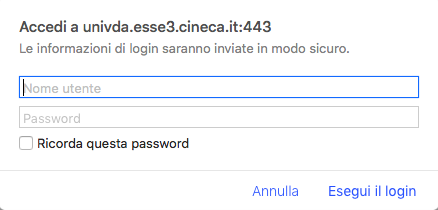 Accedi a univda.esse3.cineca.it:443
Le informazioni di login saranno inviate in modo sicuro.
Nome utente
Password
Ricorda questa password
Annulla Esegui il login